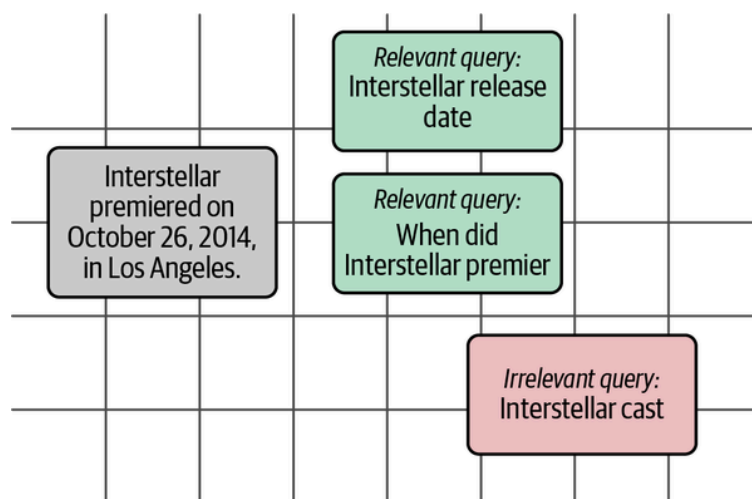 Interstellar
premiered on
October 26, 2014,
in Los Angeles.
Relevant query:
Interstellar release
date
Relevant query:
When did
Interstellar premier
Irrelevant query:
Interstellar cast